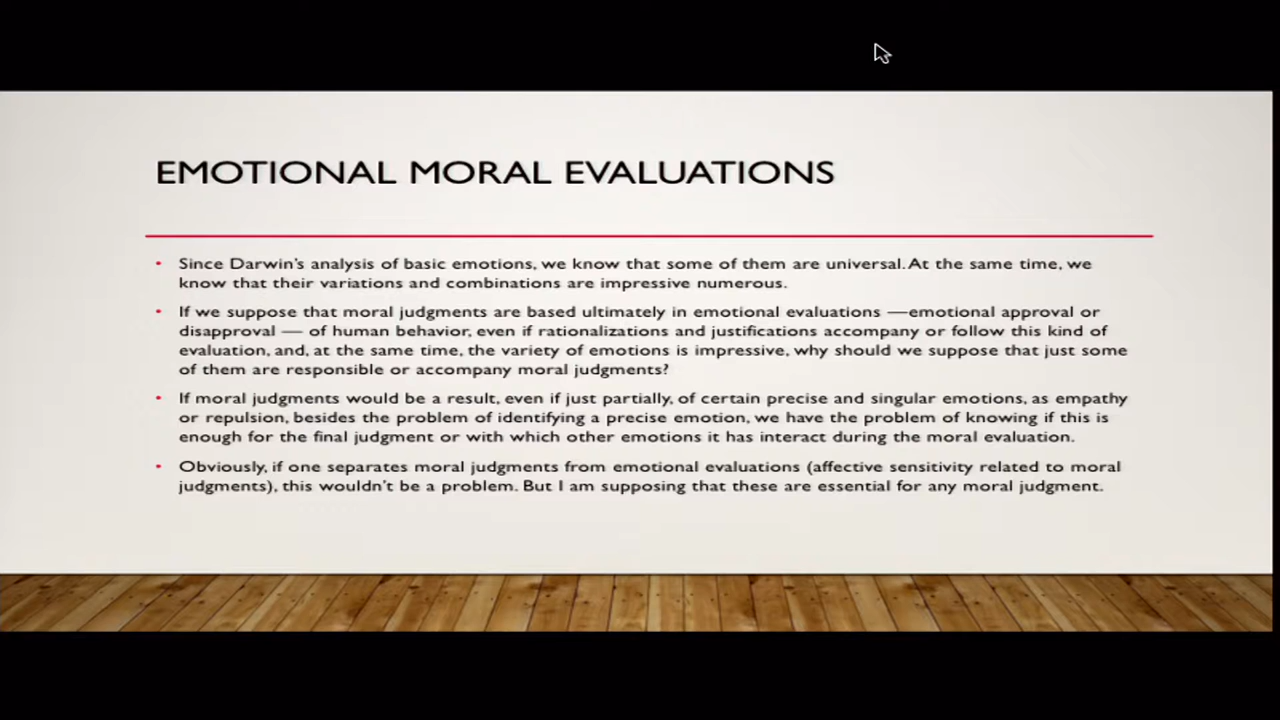 EMOTIONAL MORAL EVALUATIONS
• Since Darwin's analysis of basic emotions, we know that some of them are universal. At the same time, we
know that their variations and combinations are impressive numerous.
• If we suppose that moral judgments are based ultimately in emotional evaluations —emotional approval or
disapproval — of human behavior, even if rationalizations and justifications accompany or follow this kind of
evaluation, and, at the same time, the variety of emotions is impressive, why should we suppose that just some
of them are responsible or accompany moral judgments?
• If moral judgments would be a result, even if just partially, of certain precise and singular emotions, as empathy
or repulsion, besides the problem of identifying a precise emotion, we have the problem of knowing if this is
enough for the final judgment or with which other emotions it has interact during the moral evaluation.
• Obviously, if one separates moral judgments from emotional evaluations (affective sensitivity related to moral
judgments), this wouldn't be a problem. But I am supposing that these are essential for any moral judgment.